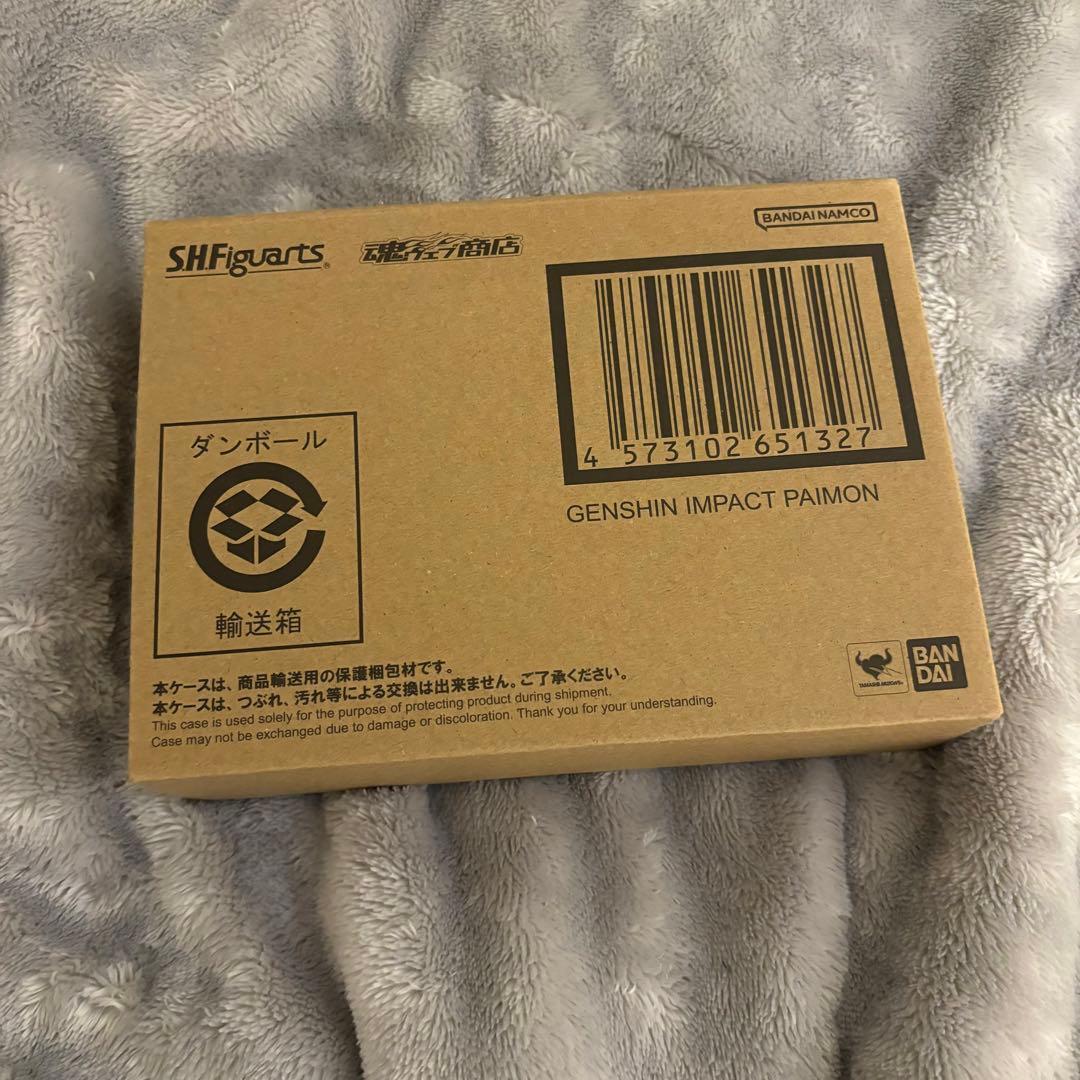 S.H.Figuarts®
魂ウェブ商店
BANDAI NAMCO
4 573102 651327
GENSHIN IMPACT PAIMON
ダンボール
輸送箱
本ケースは、商品輸送用の保護梱包材です。
本ケースは、つぶれ、汚れ等による交換は出来ません。ご了承ください。
This case is used solely for the purpose of protecting product during shipment.
Case may not be exchanged due to damage or discoloration. Thank you for your understanding.
TAMASHII NATIONS
BAN
DAI